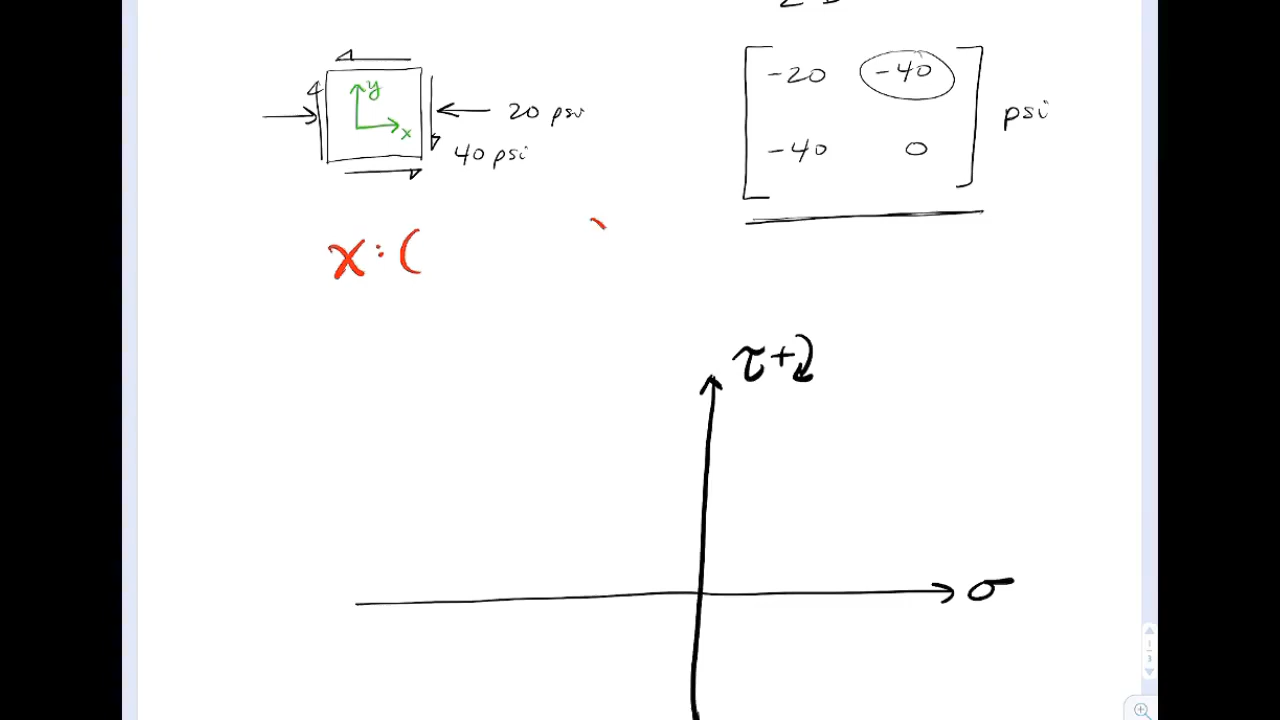 y
x
20 psi
40 psi
-20 -40
-40 0
psi
x:(
τ+
σ